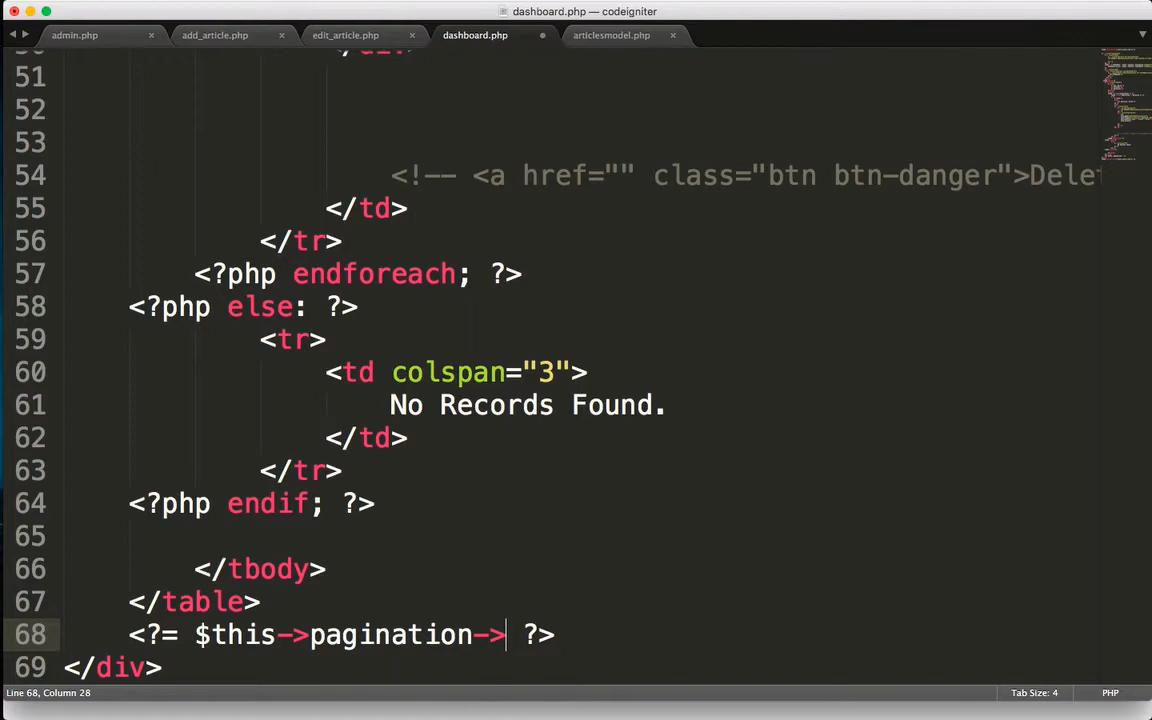 dashboard.php — codeigniter
admin.php × add_article.php × edit_article.php × dashboard.php articlesmodel.php ×
51
52
53
54 <!-- <a href="" class="btn btn-danger">Dele
55 </td>
56 </tr>
57 <?php endforeach; ?>
58 <?php else: ?>
59 <tr>
60 <td colspan="3">
61 No Records Found.
62 </td>
63 </tr>
64 <?php endif; ?>
65
66 </tbody>
67 </table>
68 <?= $this->pagination-> ?>
69 </div>
Line 68, Column 28 Tab Size: 4 PHP